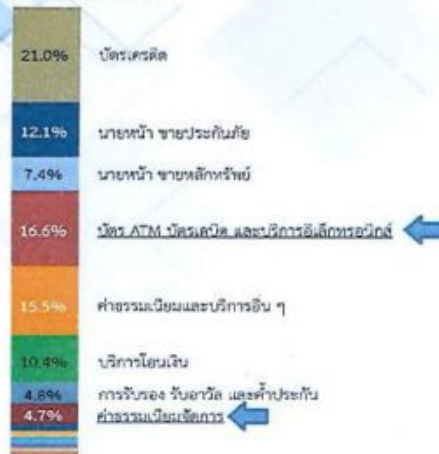 21.0% บัตรเครดิต
12.1% นายหน้า ขายประกันภัย
7.4% นายหน้า ขายหลักทรัพย์
16.6% บัตร ATM บัตรเดบิต และบริการอิเล็กทรอนิกส์
15.5% ค่าธรรมเนียมและบริการอื่น ๆ
10.4% บริการโอนเงิน
4.8% การรับรอง รับอาวัล และค้ำประกัน
4.7% ค่าธรรมเนียมจัดการ